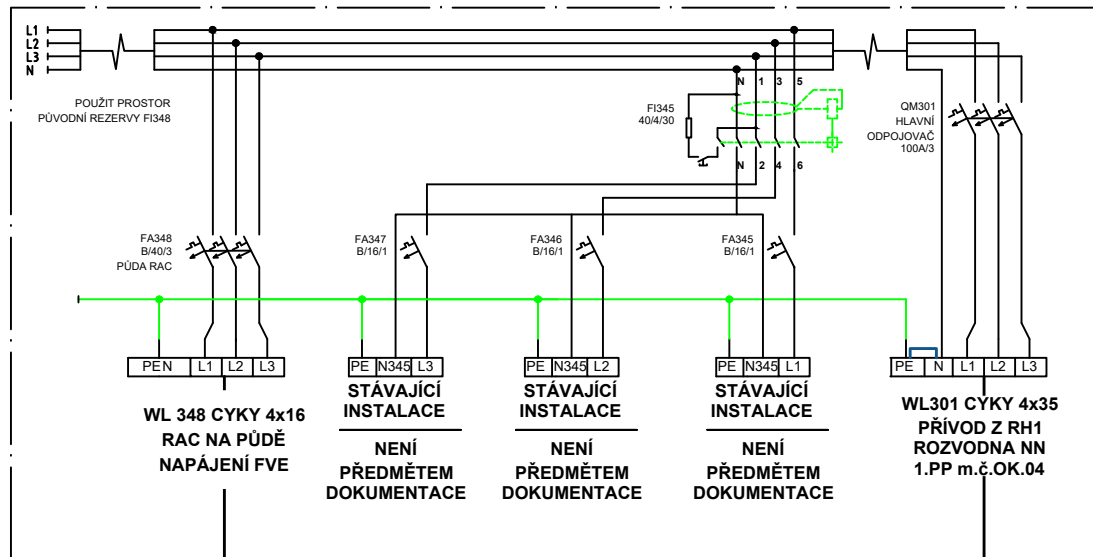 L1
L2
L3
N
POUŽIT PROSTOR
PŮVODNÍ REZERVY FI348
FI345
40/4/30
N 1 3 5
N 2 4 6
QM301
HLAVNÍ
ODPOJOVAČ
100A/3
FA348
B/40/3
PŮDA RAC
FA347
B/16/1
FA346
B/16/1
FA345
B/16/1
PEN L1 L2 L3
PE N345 L3
PE N345 L2
PE N345 L1
PE N L1 L2 L3
WL 348 CYKY 4x16
RAC NA PŮDĚ
NAPÁJENÍ FVE
STÁVAJÍCÍ
INSTALACE
NENÍ
PŘEDMĚTEM
DOKUMENTACE
STÁVAJÍCÍ
INSTALACE
NENÍ
PŘEDMĚTEM
DOKUMENTACE
STÁVAJÍCÍ
INSTALACE
NENÍ
PŘEDMĚTEM
DOKUMENTACE
WL301 CYKY 4x35
PŘÍVOD Z RH1
ROZVODNA NN
1.PP m.č.OK.04